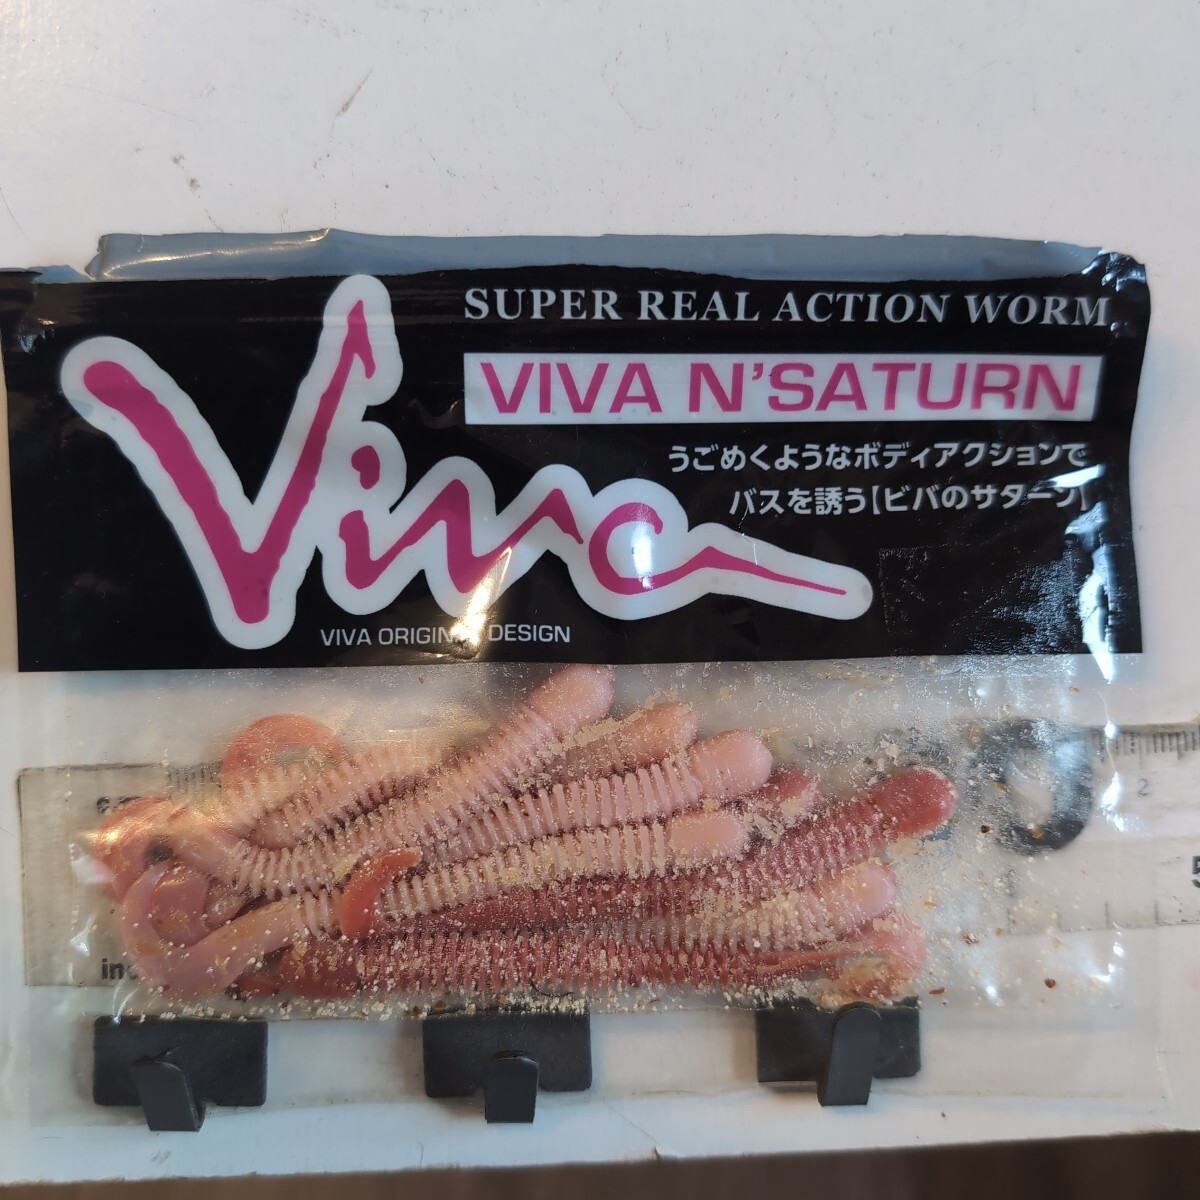 SUPER REAL ACTION WORM
VIVA N'SATURN
うごめくようなボディアクションで
バスを誘う【ビバのサターン】
Viva
VIVA ORIGINAL DESIGN
2
5